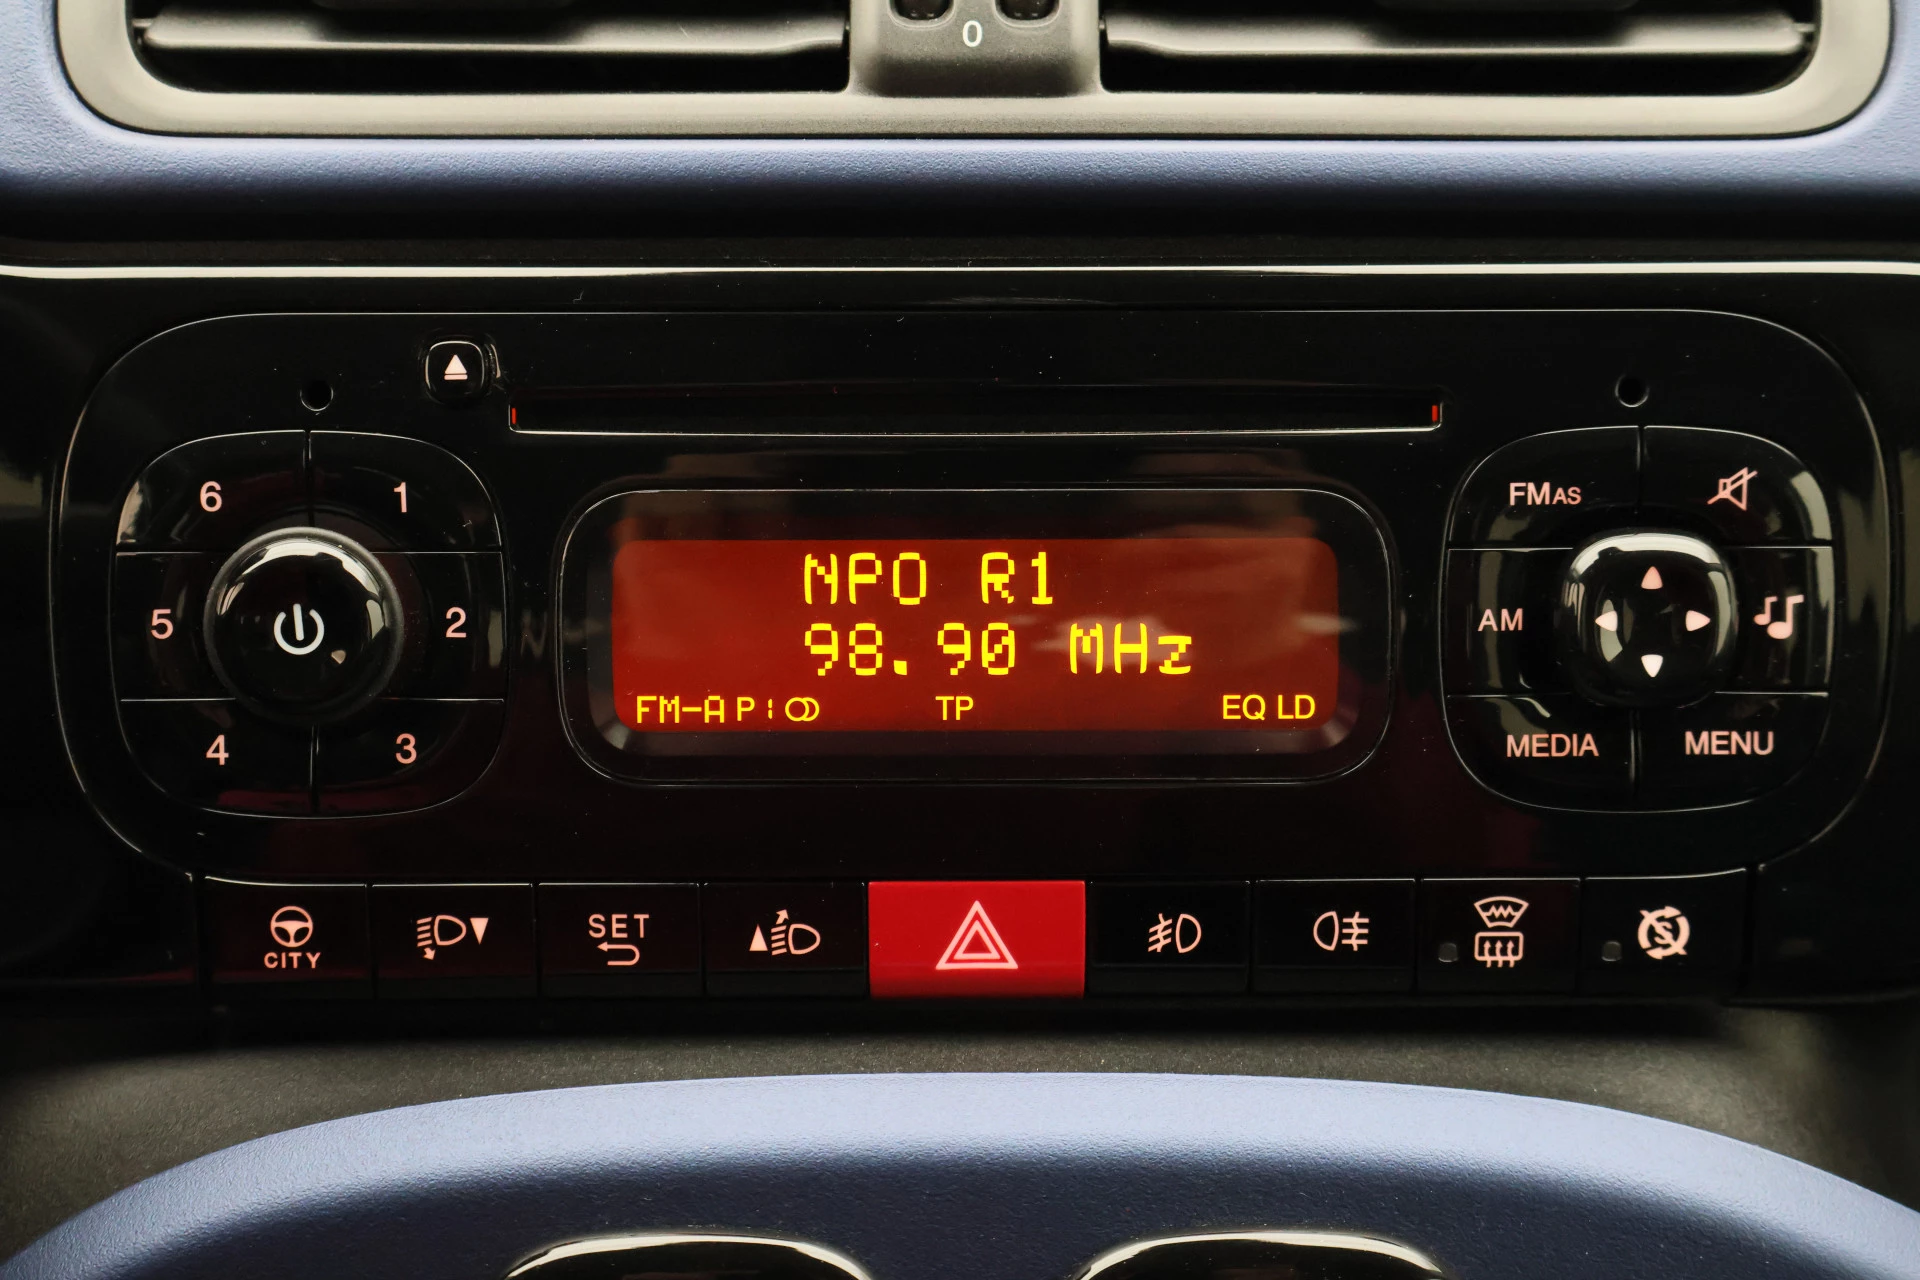 0
6 1
FMAS
NPO R1
5 2
98.90 MHz
AM
FM-A P1 TP EQ LD
4 3
MEDIA MENU
SET
CITY